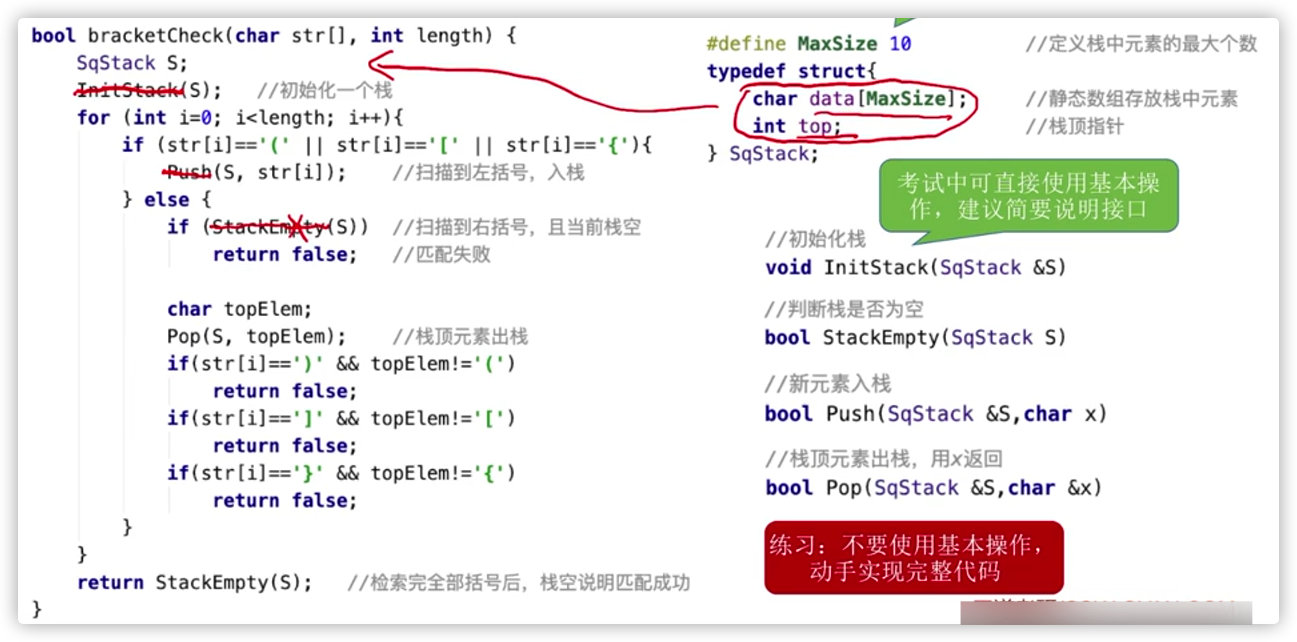 bool bracketCheck(char str[], int length) {
SqStack S;
InitStack(S); //初始化一个栈
for (int i=0; i<length; i++){
if (str[i]=='(' || str[i]=='[' || str[i]=='{'){
Push(S, str[i]); //扫描到左括号，入栈
} else {
if (StackEmpty(S)) //扫描到右括号，且当前栈空
return false; //匹配失败
char topElem;
Pop(S, topElem); //栈顶元素出栈
if(str[i]==')' && topElem!='(')
return false;
if(str[i]==']' && topElem!='[')
return false;
if(str[i]=='}' && topElem!='{')
return false;
}
}
return StackEmpty(S); //检索完全部括号后，栈空说明匹配成功
}
#define MaxSize 10 //定义栈中元素的最大个数
typedef struct{
char data[MaxSize]; //静态数组存放栈中元素
int top; //栈顶指针
} SqStack;
考试中可直接使用基本操
作，建议简要说明接口
//初始化栈
void InitStack(SqStack &S)
//判断栈是否为空
bool StackEmpty(SqStack S)
//新元素入栈
bool Push(SqStack &S,char x)
//栈顶元素出栈，用x返回
bool Pop(SqStack &S,char &x)
练习：不要使用基本操作，
动手实现完整代码